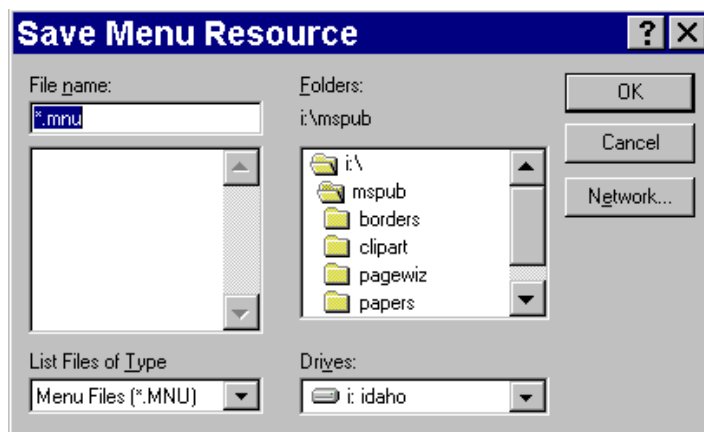 Save Menu Resource
File name:
*.mnu
Folders:
i:\mspub
i:\
mspub
borders
clipart
pagewiz
papers
OK
Cancel
Network...
List Files of Type
Menu Files (*.MNU)
Drives:
i: idaho